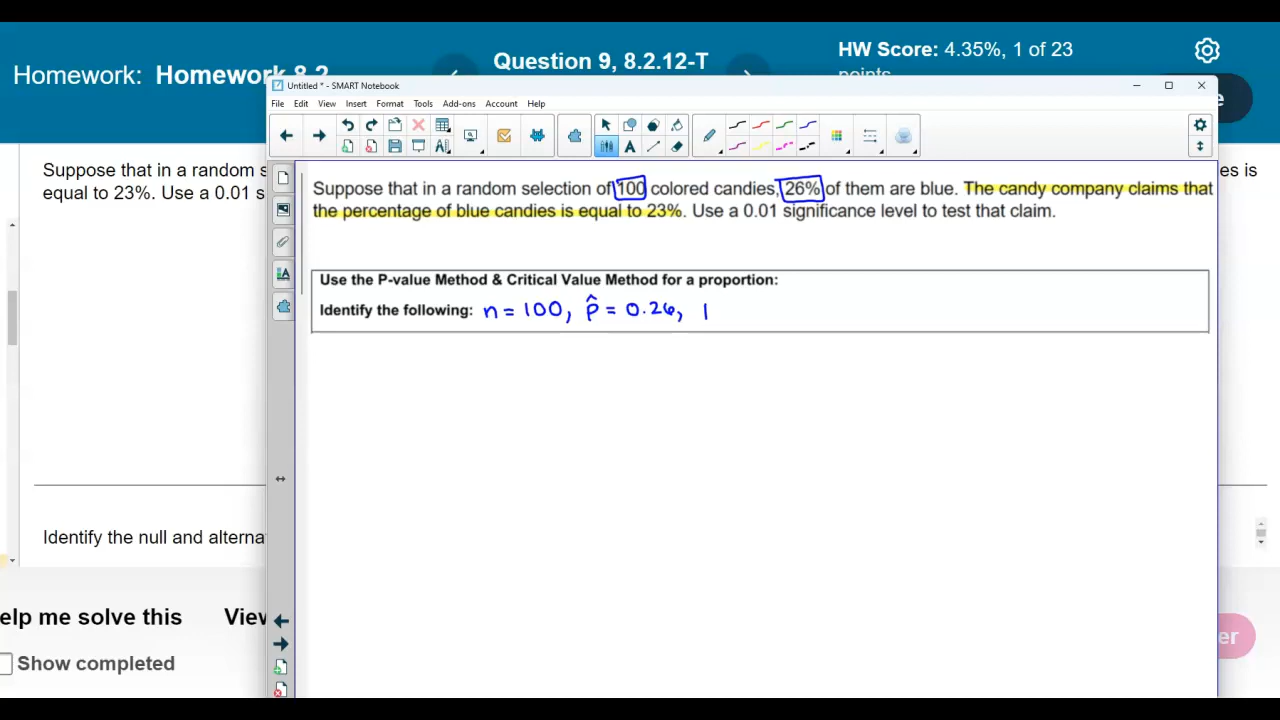 Homework: Homework 8.2
Question 9, 8.2.12-T
HW Score: 4.35%, 1 of 23
points
Untitled * - SMART Notebook
File Edit View Insert Format Tools Add-ons Account Help
Suppose that in a random s
equal to 23%. Use a 0.01 s
es is
Suppose that in a random selection of 100 colored candies, 26% of them are blue. The candy company claims that
the percentage of blue candies is equal to 23%. Use a 0.01 significance level to test that claim.
Use the P-value Method & Critical Value Method for a proportion:
Identify the following: n = 100, p̂ = 0.26, 1
Identify the null and alterna
elp me solve this
View
er
Show completed